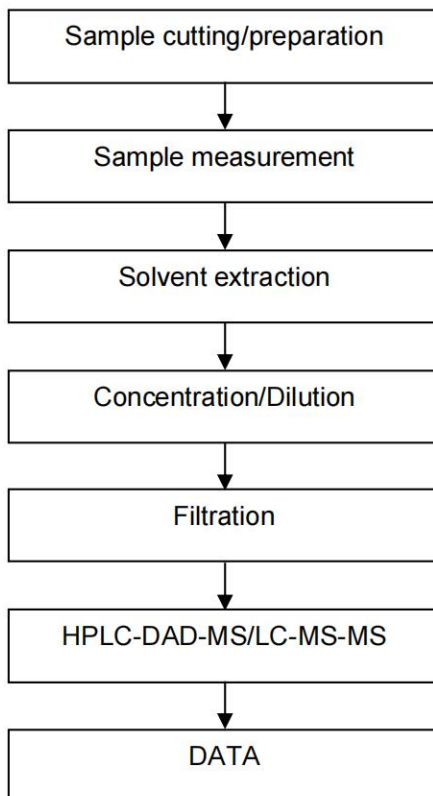 Sample cutting/preparation
Sample measurement
Solvent extraction
Concentration/Dilution
Filtration
HPLC-DAD-MS/LC-MS-MS
DATA